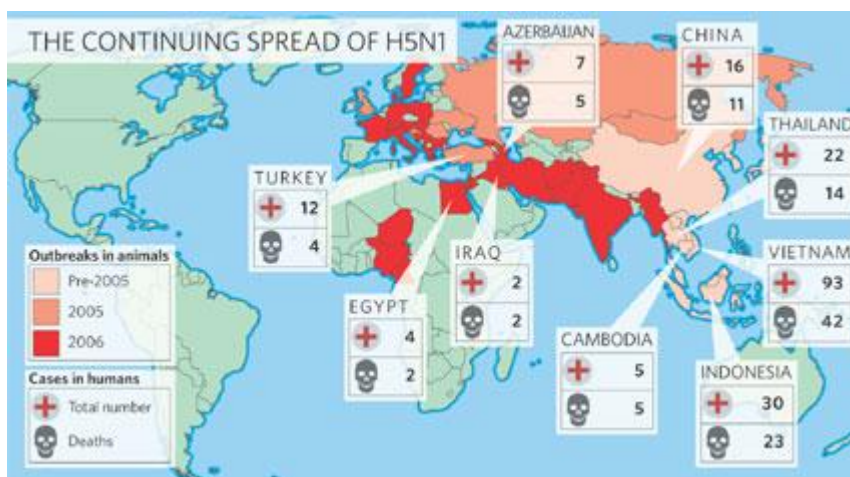 THE CONTINUING SPREAD OF H5N1
AZERBAIJAN
7
5
CHINA
16
11
THAILAND
22
14
TURKEY
12
4
IRAQ
2
2
EGYPT
4
2
VIETNAM
93
42
CAMBODIA
5
5
INDONESIA
30
23
Outbreaks in animals
Pre-2005
2005
2006
Cases in humans
Total number
Deaths